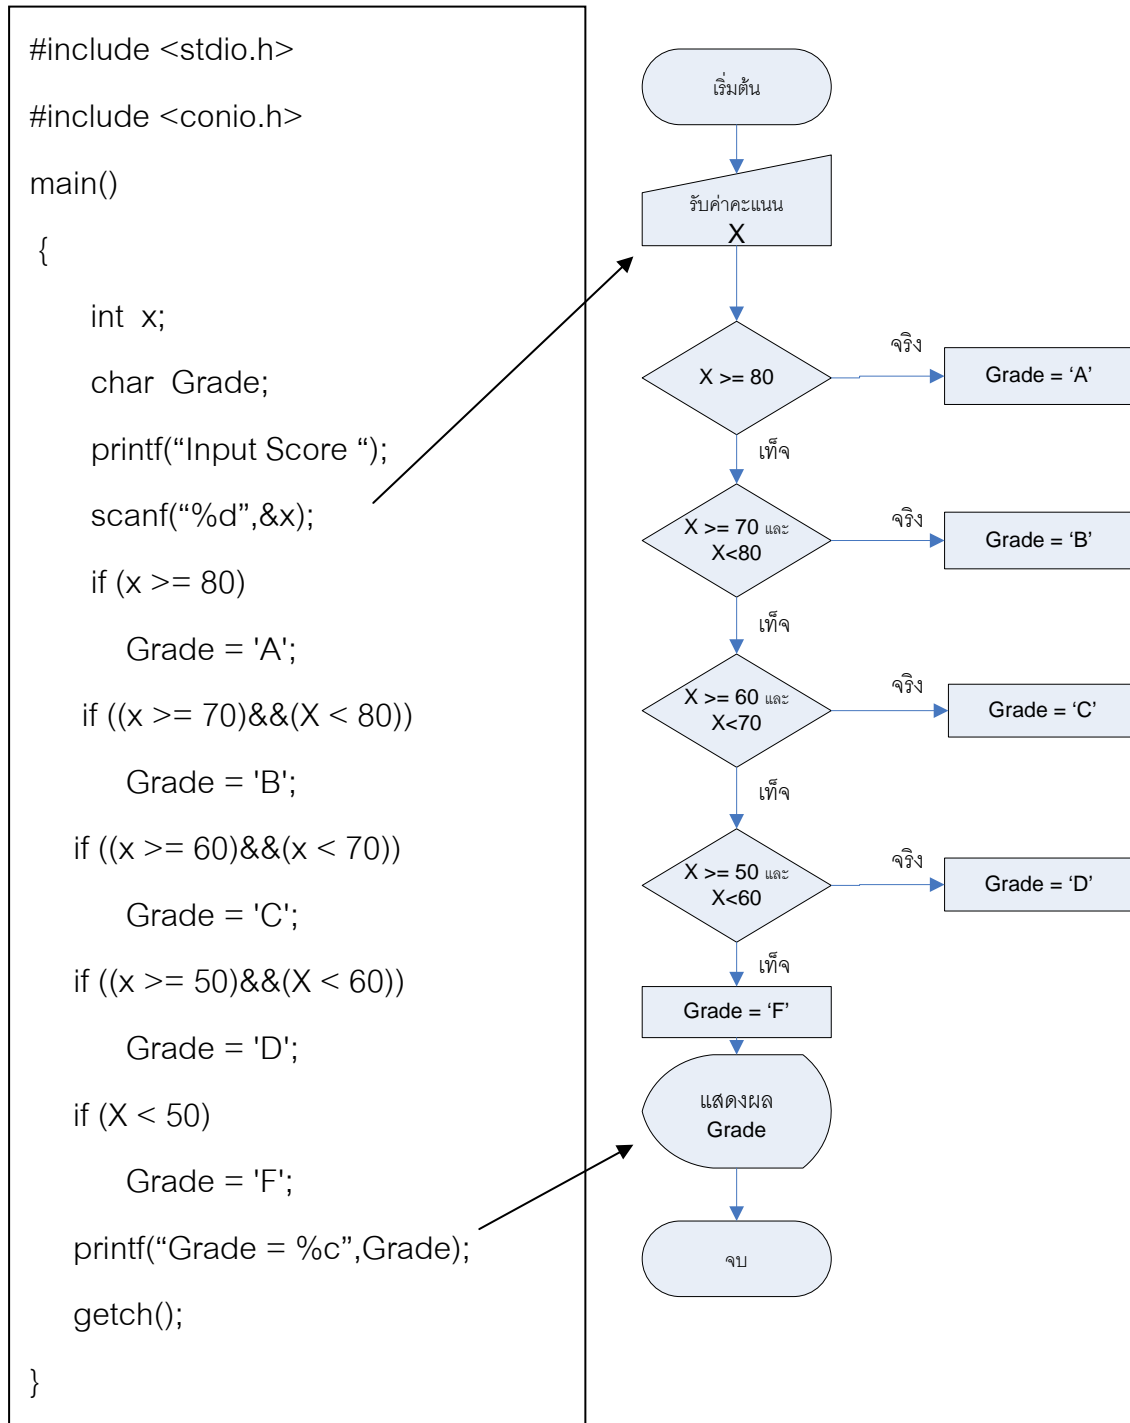 #include <stdio.h>
#include <conio.h>
main()
{
int  x;
char  Grade;
printf(“Input Score “);
scanf(“%d”,&x);
if (x >= 80)
Grade = 'A';
if ((x >= 70)&&(X < 80))
Grade = 'B';
if ((x >= 60)&&(x < 70))
Grade = 'C';
if ((x >= 50)&&(X < 60))
Grade = 'D';
if (X < 50)
Grade = 'F';
printf(“Grade = %c”,Grade);
getch();
}
เริ่มต้น
รับค่าคะแนน
X
X >= 80
จริง
Grade = ‘A’
เท็จ
X >= 70 และ
X<80
จริง
Grade = ‘B’
เท็จ
X >= 60 และ
X<70
จริง
Grade = ‘C’
เท็จ
X >= 50 และ
X<60
จริง
Grade = ‘D’
เท็จ
Grade = ‘F’
แสดงผล
Grade
จบ